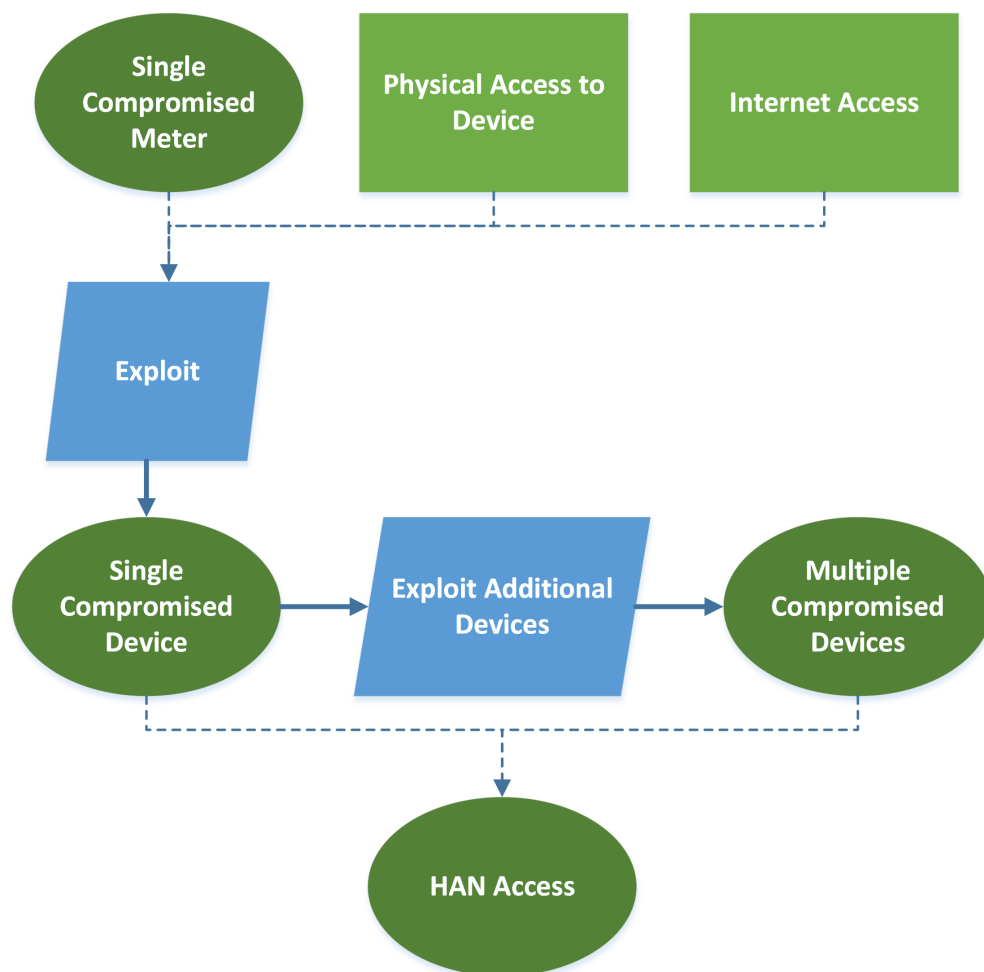 Single
Compromised
Meter
Physical Access to
Device
Internet Access
Exploit
Single
Compromised
Device
Exploit Additional
Devices
Multiple
Compromised
Devices
HAN Access